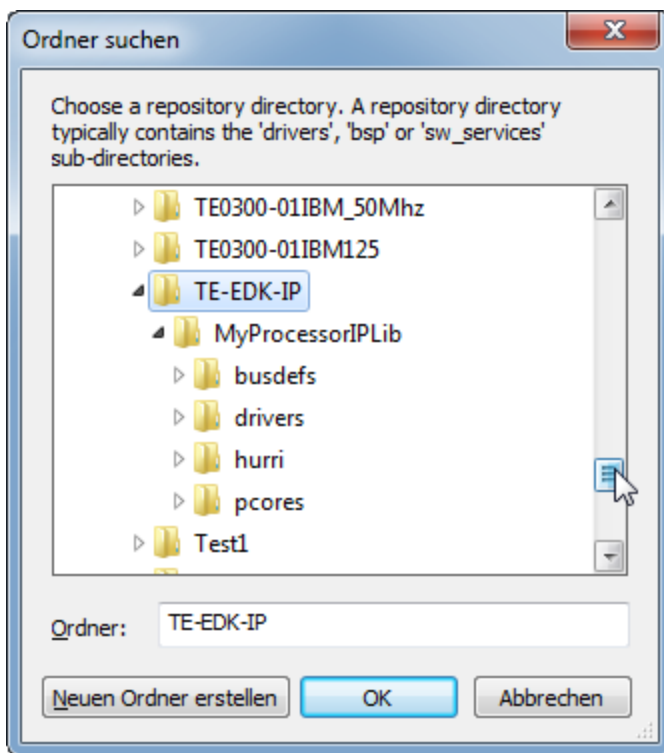 Ordner suchen
Choose a repository directory. A repository directory
typically contains the 'drivers', 'bsp' or 'sw_services'
sub-directories.
TE0300-01IBM_50Mhz
TE0300-01IBM125
TE-EDK-IP
MyProcessorIPLib
busdefs
drivers
hurri
pcores
Test1
Ordner: TE-EDK-IP
Neuen Ordner erstellen OK Abbrechen